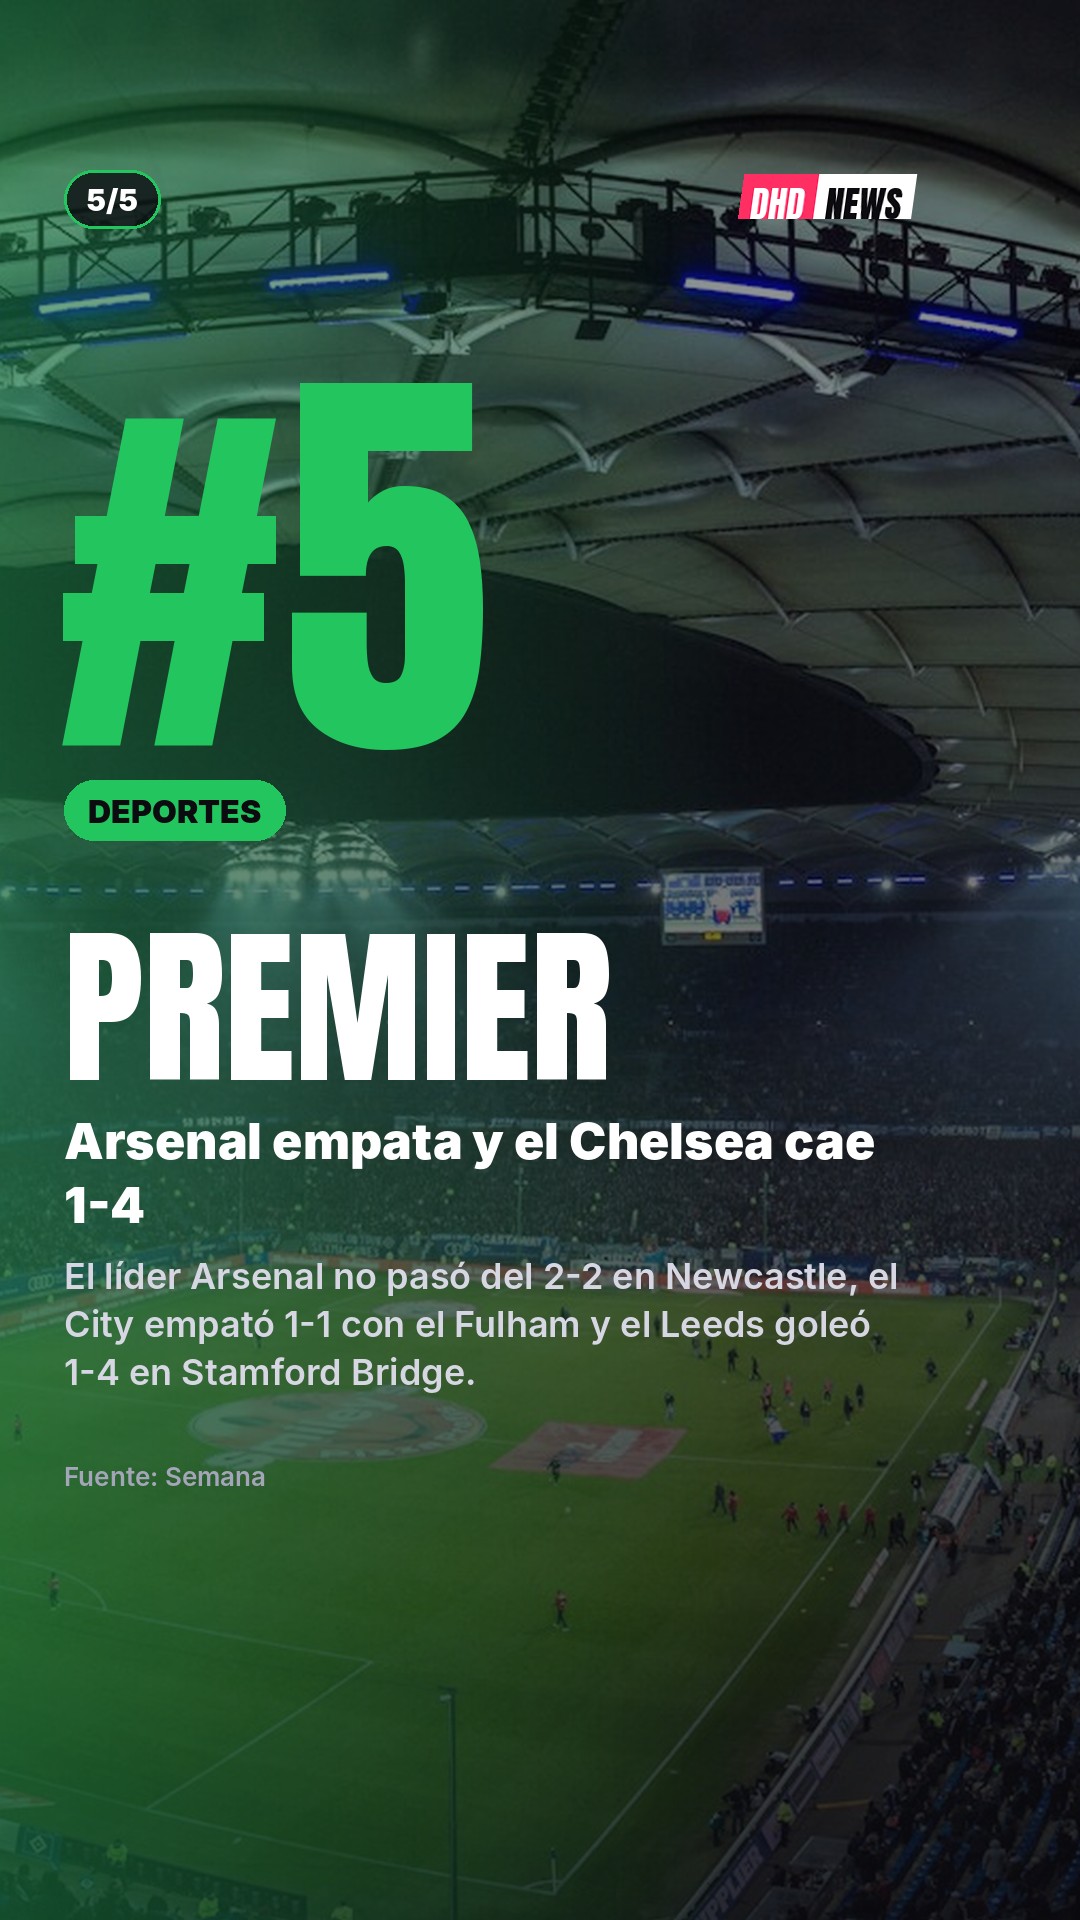 5/5
DHD NEWS
#5
DEPORTES
PREMIER
Arsenal empata y el Chelsea cae
1-4
El líder Arsenal no pasó del 2-2 en Newcastle, el
City empató 1-1 con el Fulham y el Leeds goleó
1-4 en Stamford Bridge.
Fuente: Semana